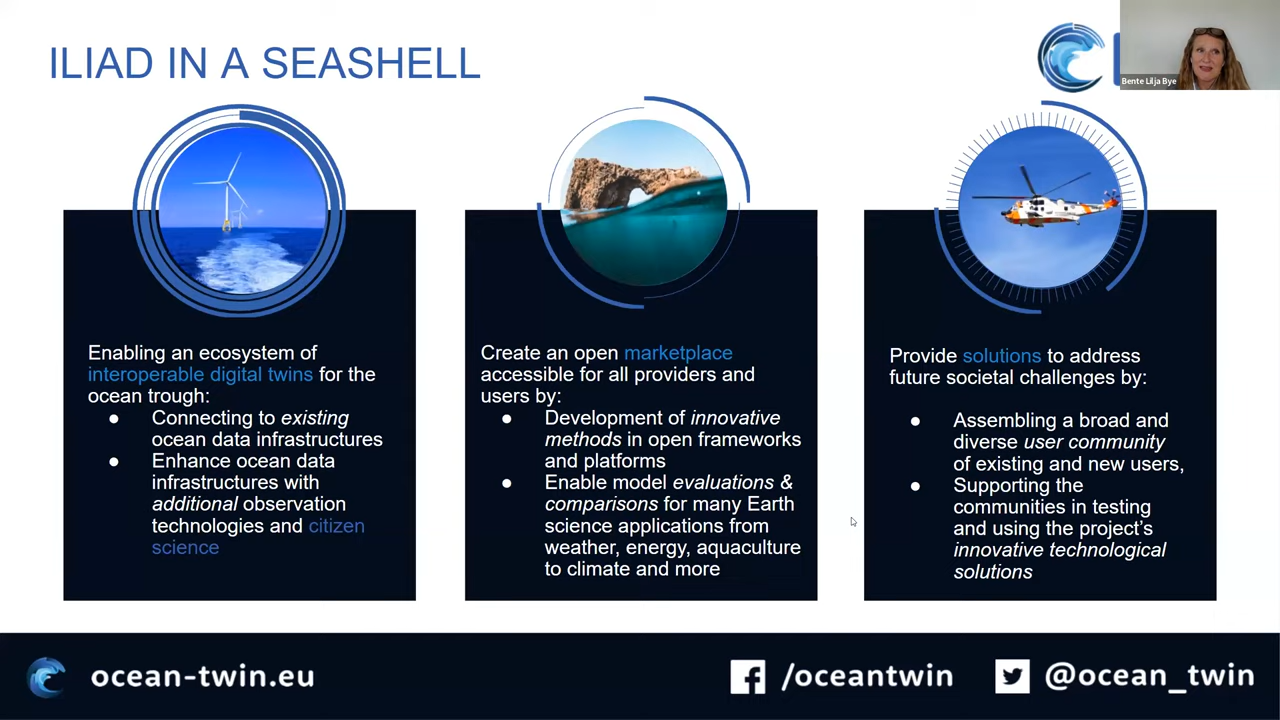 ILIAD IN A SEASHELL
Bente Lilja Bye
Enabling an ecosystem of
interoperable digital twins for the
ocean trough:
● Connecting to existing
ocean data infrastructures
● Enhance ocean data
infrastructures with
additional observation
technologies and citizen
science
Create an open marketplace
accessible for all providers and
users by:
● Development of innovative
methods in open frameworks
and platforms
● Enable model evaluations &
comparisons for many Earth
science applications from
weather, energy, aquaculture
to climate and more
Provide solutions to address
future societal challenges by:
● Assembling a broad and
diverse user community
of existing and new users,
● Supporting the
communities in testing
and using the project's
innovative technological
solutions
ocean-twin.eu
/oceantwin
@ocean_twin